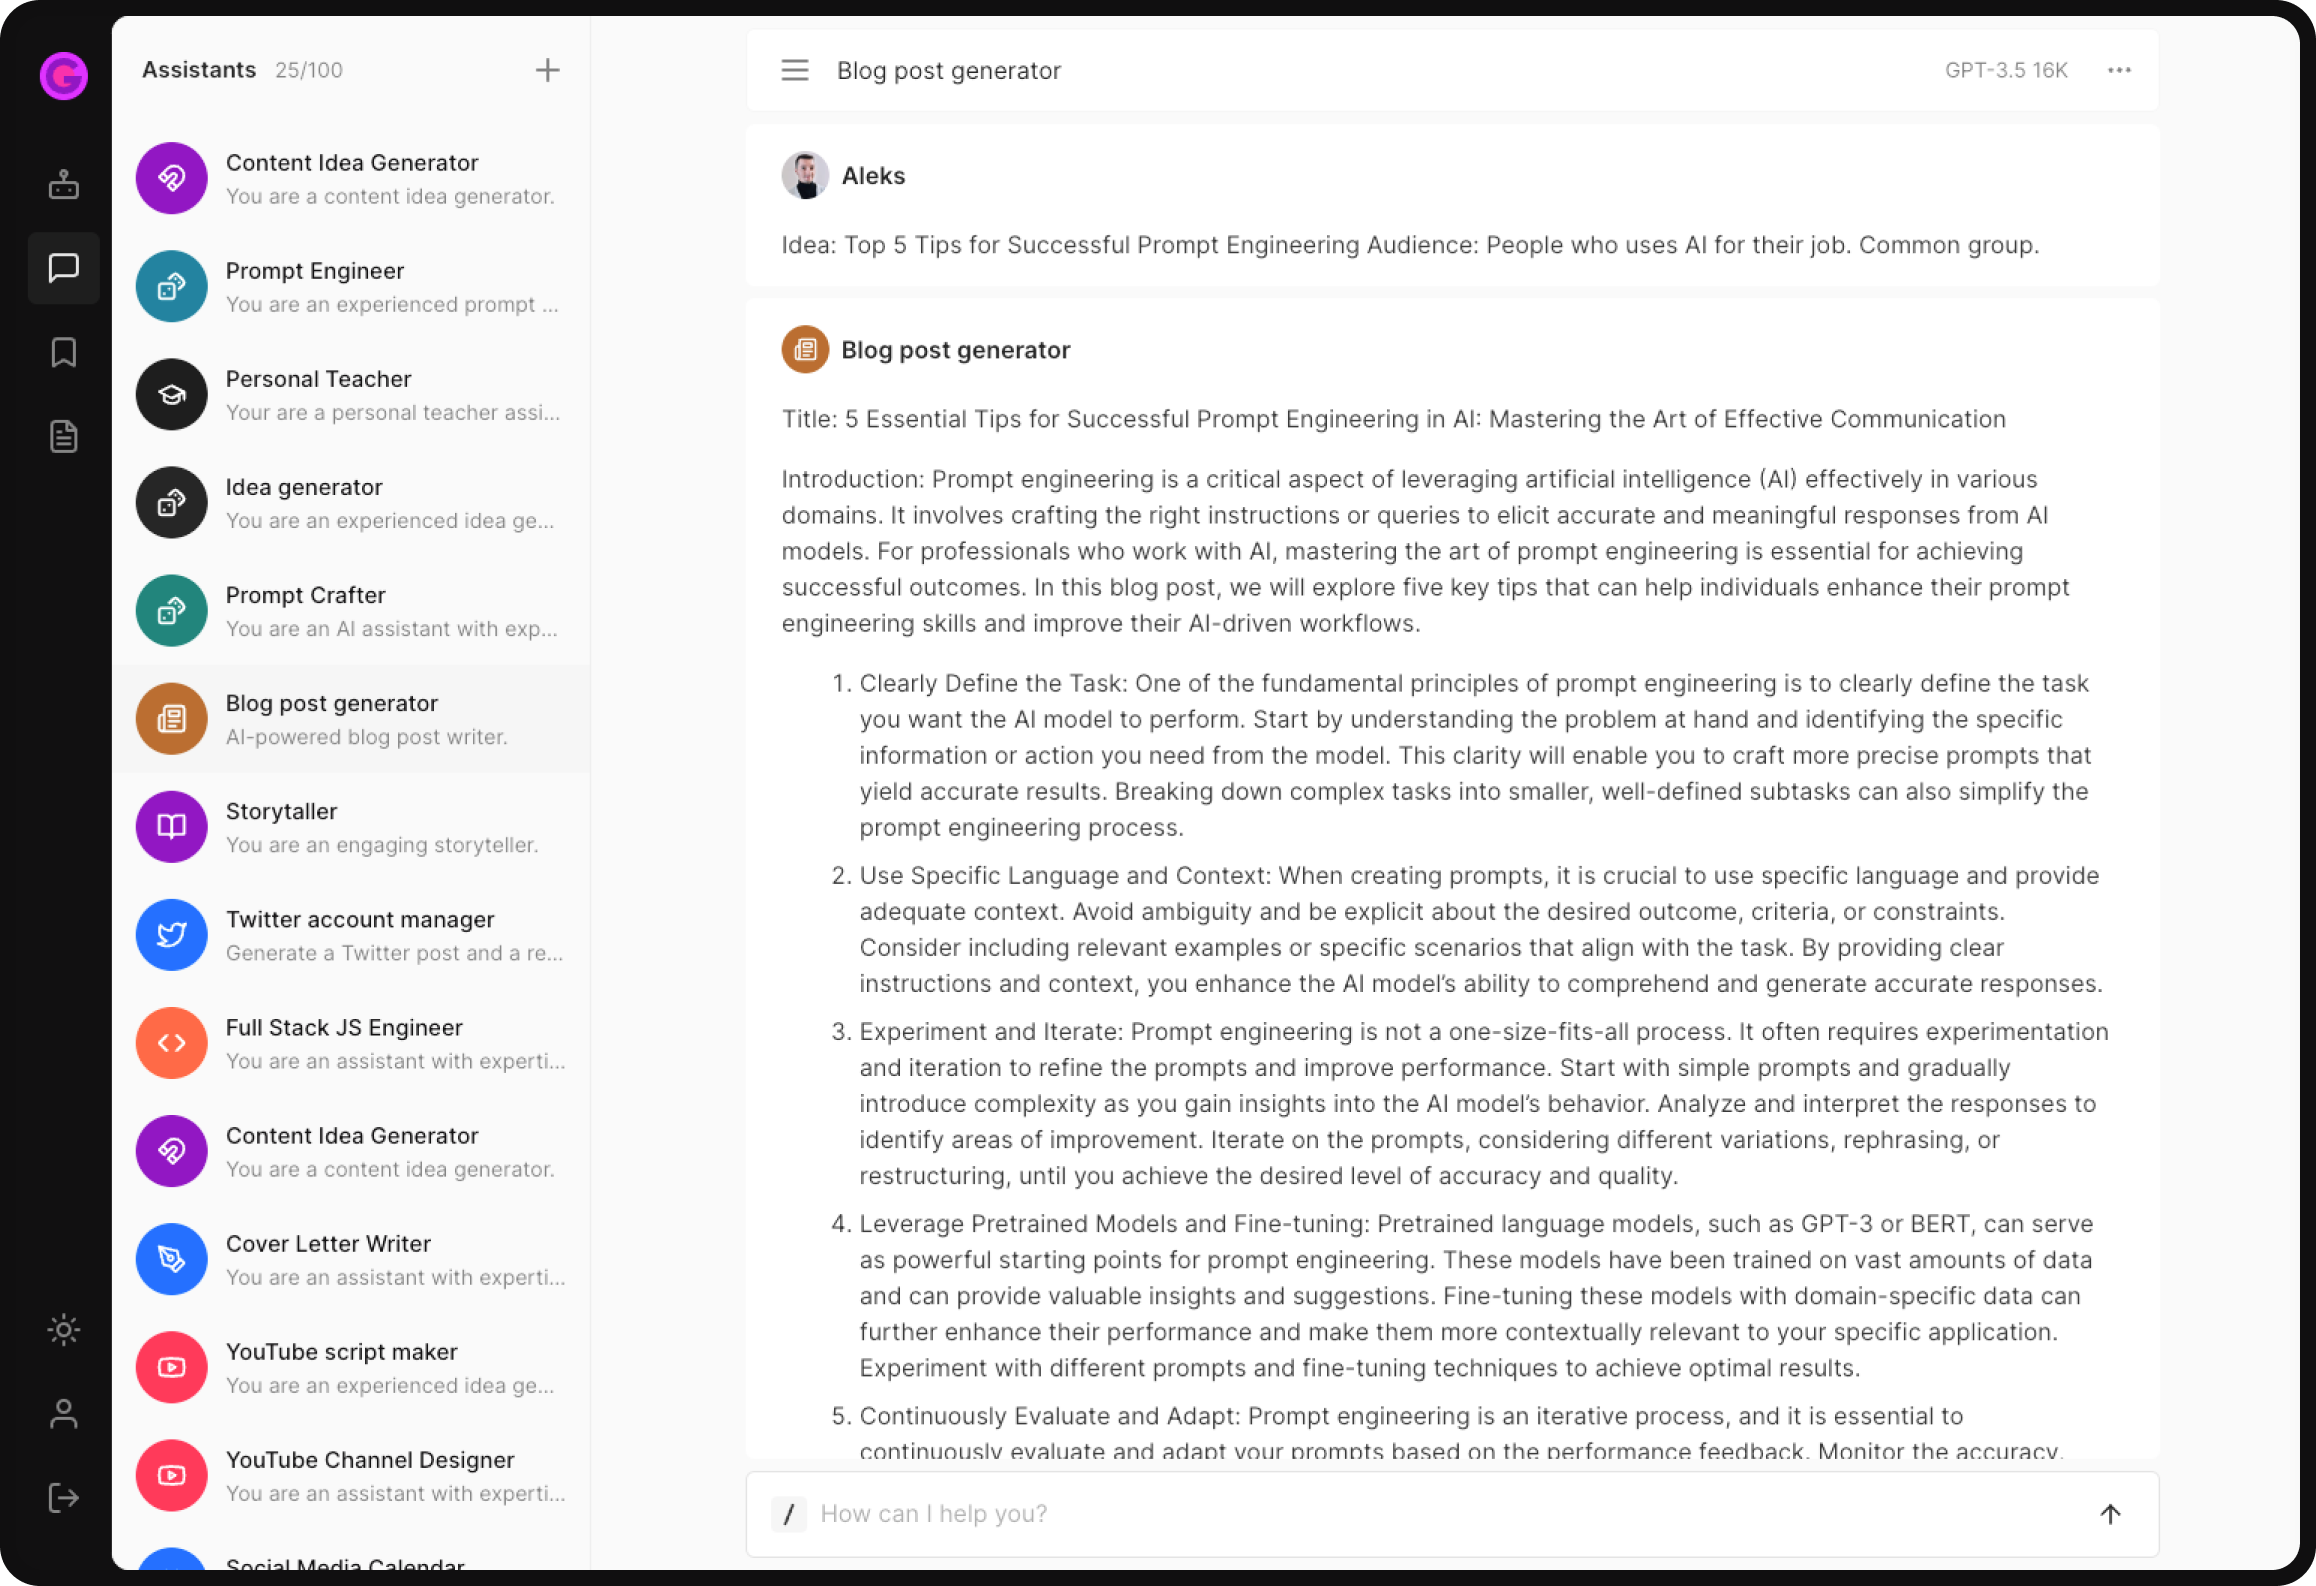 Assistants 25/100
Content Idea Generator
You are a content idea generator.
Prompt Engineer
You are an experienced prompt ...
Personal Teacher
Your are a personal teacher assi...
Idea generator
You are an experienced idea ge...
Prompt Crafter
You are an AI assistant with exp...
Blog post generator
AI-powered blog post writer.
Storytaller
You are an engaging storyteller.
Twitter account manager
Generate a Twitter post and a re...
Full Stack JS Engineer
You are an assistant with experti...
Content Idea Generator
You are a content idea generator.
Cover Letter Writer
You are an assistant with experti...
YouTube script maker
You are an experienced idea ge...
YouTube Channel Designer
You are an assistant with experti...
Social Media Calendar
Blog post generator
GPT-3.5 16K
Aleks
Idea: Top 5 Tips for Successful Prompt Engineering Audience: People who uses AI for their job. Common group.
Blog post generator
Title: 5 Essential Tips for Successful Prompt Engineering in AI: Mastering the Art of Effective Communication
Introduction: Prompt engineering is a critical aspect of leveraging artificial intelligence (AI) effectively in various
domains. It involves crafting the right instructions or queries to elicit accurate and meaningful responses from AI
models. For professionals who work with AI, mastering the art of prompt engineering is essential for achieving
successful outcomes. In this blog post, we will explore five key tips that can help individuals enhance their prompt
engineering skills and improve their AI-driven workflows.
1. Clearly Define the Task: One of the fundamental principles of prompt engineering is to clearly define the task
you want the AI model to perform. Start by understanding the problem at hand and identifying the specific
information or action you need from the model. This clarity will enable you to craft more precise prompts that
yield accurate results. Breaking down complex tasks into smaller, well-defined subtasks can also simplify the
prompt engineering process.
2. Use Specific Language and Context: When creating prompts, it is crucial to use specific language and provide
adequate context. Avoid ambiguity and be explicit about the desired outcome, criteria, or constraints.
Consider including relevant examples or specific scenarios that align with the task. By providing clear
instructions and context, you enhance the AI model’s ability to comprehend and generate accurate responses.
3. Experiment and Iterate: Prompt engineering is not a one-size-fits-all process. It often requires experimentation
and iteration to refine the prompts and improve performance. Start with simple prompts and gradually
introduce complexity as you gain insights into the AI model’s behavior. Analyze and interpret the responses to
identify areas of improvement. Iterate on the prompts, considering different variations, rephrasing, or
restructuring, until you achieve the desired level of accuracy and quality.
4. Leverage Pretrained Models and Fine-tuning: Pretrained language models, such as GPT-3 or BERT, can serve
as powerful starting points for prompt engineering. These models have been trained on vast amounts of data
and can provide valuable insights and suggestions. Fine-tuning these models with domain-specific data can
further enhance their performance and make them more contextually relevant to your specific application.
Experiment with different prompts and fine-tuning techniques to achieve optimal results.
5. Continuously Evaluate and Adapt: Prompt engineering is an iterative process, and it is essential to
continuously evaluate and adapt your prompts based on the performance feedback. Monitor the accuracy,
/ How can I help you?